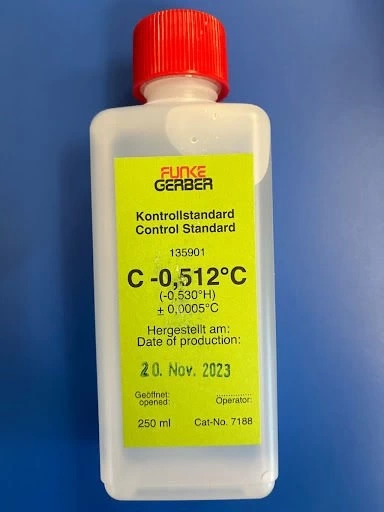 FUNKE
GERBER
Kontrollstandard
Control Standard
135901
C -0,512°C
(-0,530°H)
± 0,0005°C
Hergestellt am:
Date of production:
20. Nov. 2023
Geöffnet:
opened:
Operator:
250 ml Cat-No. 7188